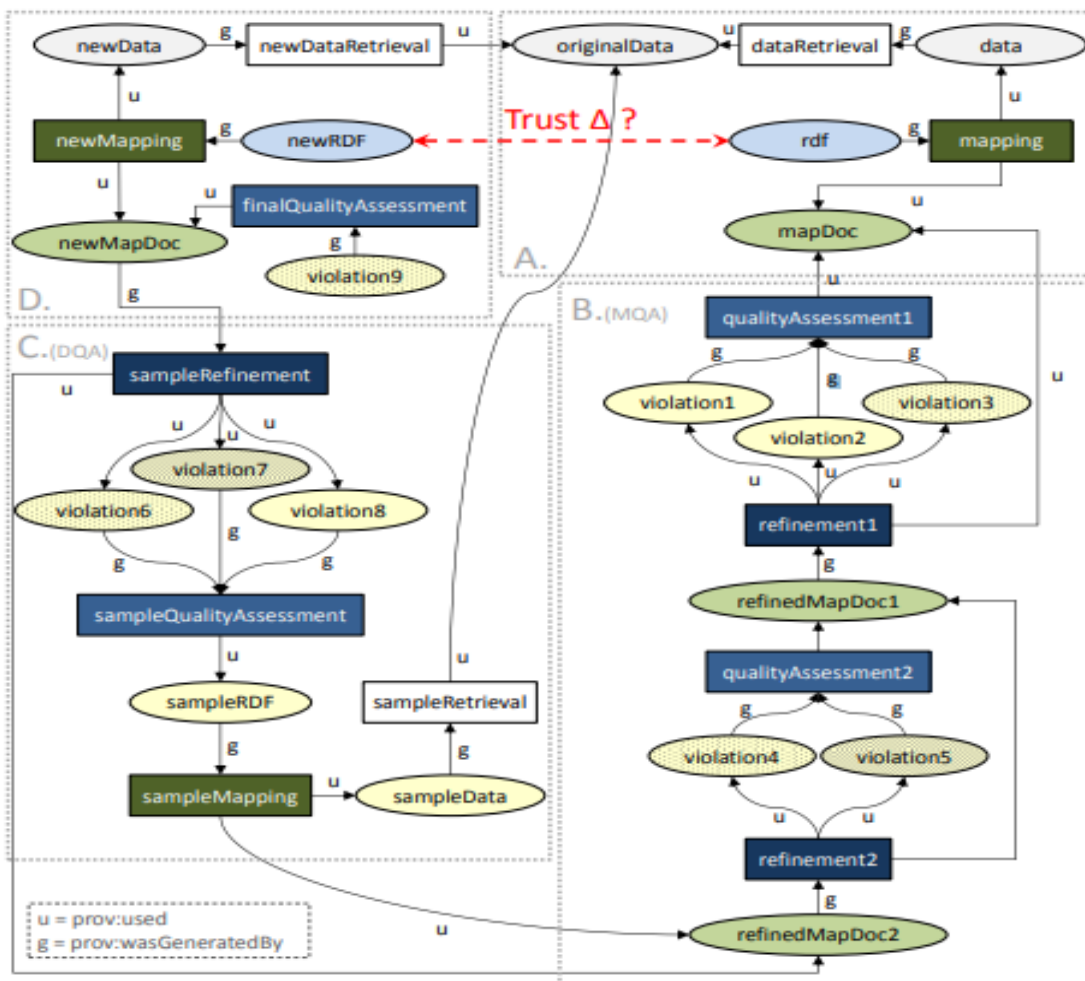 newData
g
newDataRetrieval
u
originalData
u
dataRetrieval
g
data
u
u
newMapping
g
newRDF
Trust Δ ?
rdf
g
mapping
u
u
finalQualityAssessment
u
newMapDoc
g
violation9
mapDoc
A.
D.
g
u
B.(MQA)
qualityAssessment1
C.(DQA)
sampleRefinement
u
g
g
g
u
violation1
violation3
u
u
u
violation2
violation7
u
u
u
violation6
violation8
refinement1
g
g
g
g
sampleQualityAssessment
refinedMapDoc1
u
u
qualityAssessment2
sampleRDF
sampleRetrieval
g
g
g
g
violation4
violation5
sampleMapping
u
sampleData
u
u
refinement2
g
u = prov:used
g = prov:wasGeneratedBy
u
refinedMapDoc2